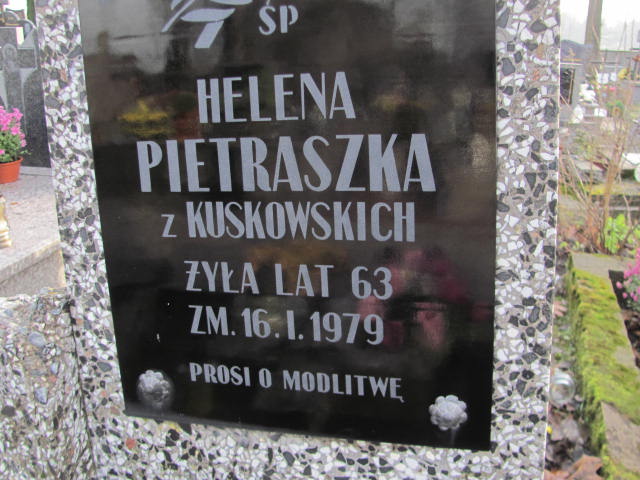 ŚP
HELENA
PIETRASZKA
z KUSKOWSKICH
ŻYŁA LAT 63
ZM. 16. I. 1979
PROSI O MODLITWĘ